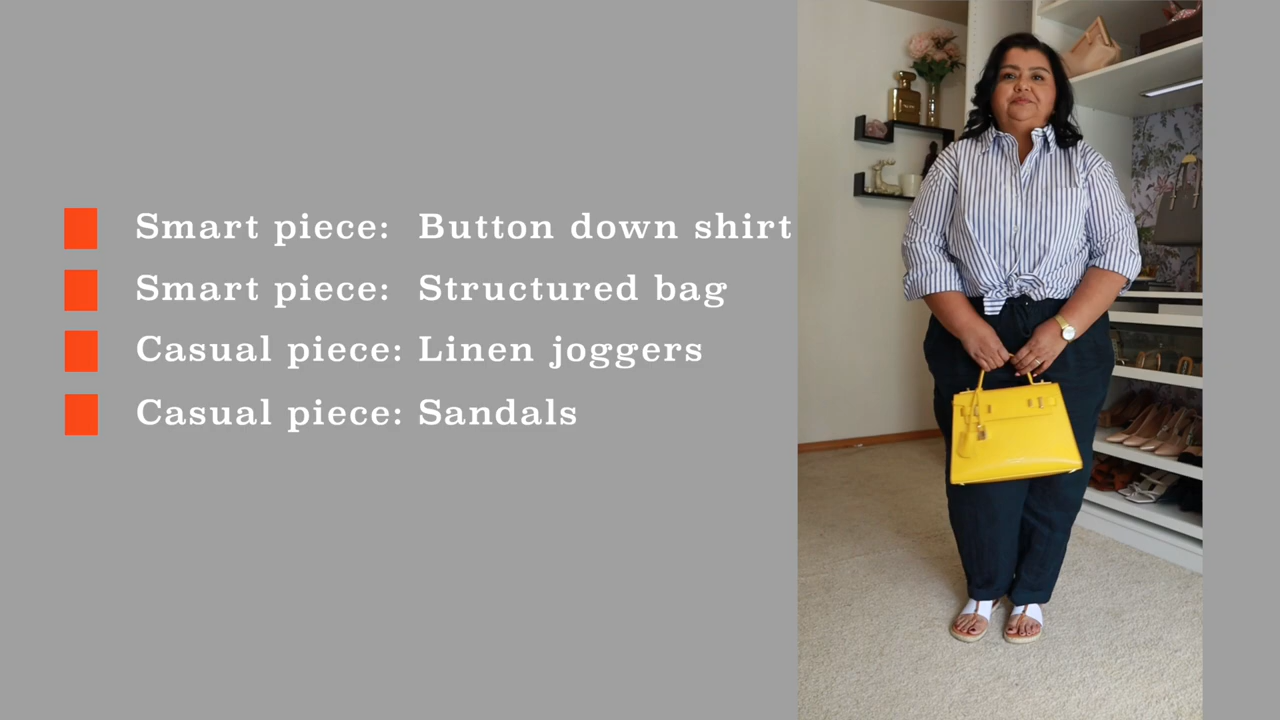 Smart piece: Button down shirt
Smart piece: Structured bag
Casual piece: Linen joggers
Casual piece: Sandals